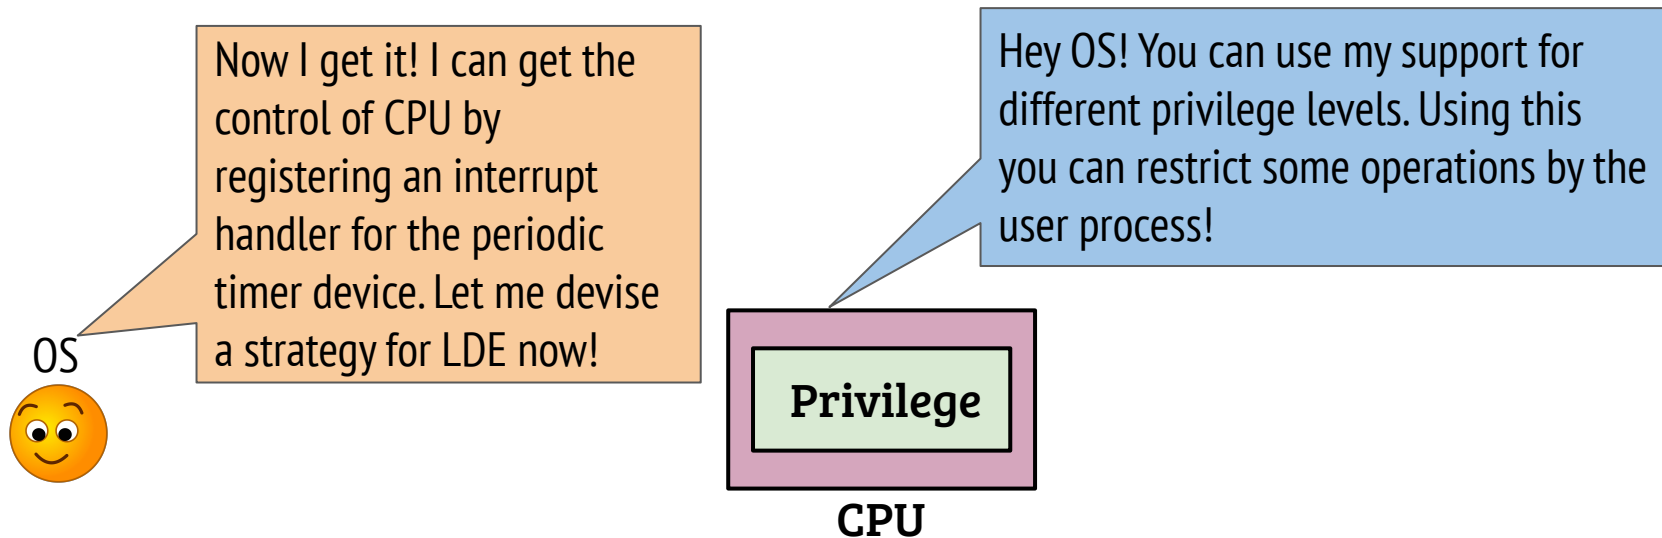 Now I get it! I can get the
control of CPU by
registering an interrupt
handler for the periodic
timer device. Let me devise
a strategy for LDE now!
OS
Hey OS! You can use my support for
different privilege levels. Using this
you can restrict some operations by the
user process!
Privilege
CPU